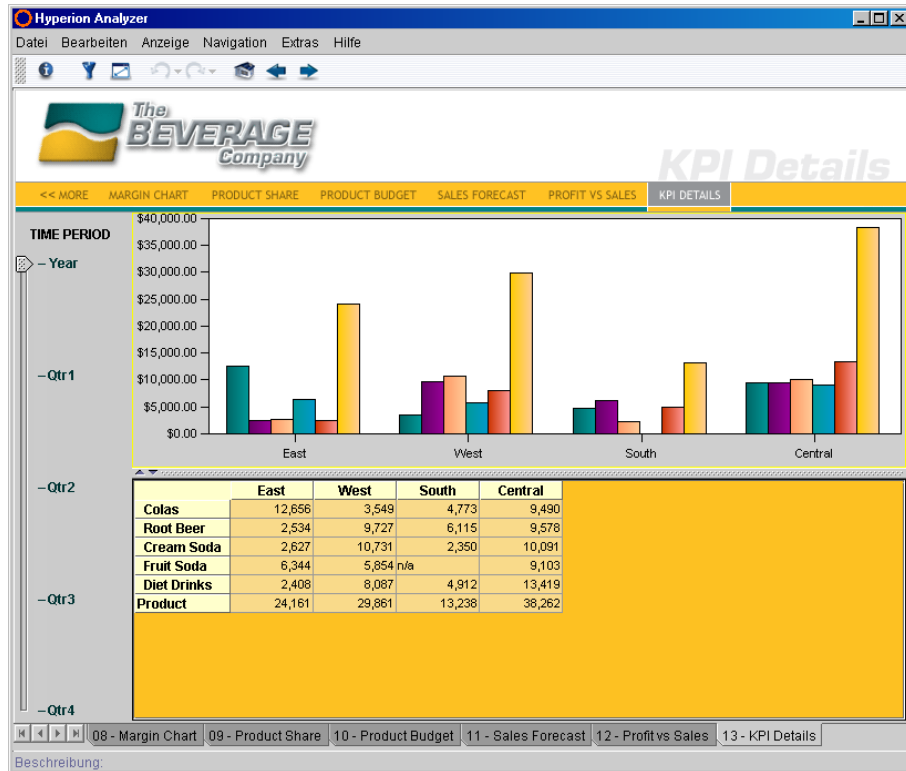 Hyperion Analyzer
Datei Bearbeiten Anzeige Navigation Extras Hilfe
The
BEVERAGE
Company
KPI Details
<< MORE MARGIN CHART PRODUCT SHARE PRODUCT BUDGET SALES FORECAST PROFIT VS SALES KPI DETAILS
TIME PERIOD
Year
Qtr1
Qtr2
Qtr3
Qtr4
$40,000.00
$35,000.00
$30,000.00
$25,000.00
$20,000.00
$15,000.00
$10,000.00
$5,000.00
$0.00
East West South Central
East West South Central
Colas 12,656 3,549 4,773 9,490
Root Beer 2,534 9,727 6,115 9,578
Cream Soda 2,627 10,731 2,350 10,091
Fruit Soda 6,344 5,854 n/a 9,103
Diet Drinks 2,408 8,087 4,912 13,419
Product 24,161 29,861 13,238 38,262
08 - Margin Chart 09 - Product Share 10 - Product Budget 11 - Sales Forecast 12 - Profit vs Sales 13 - KPI Details
Beschreibung: